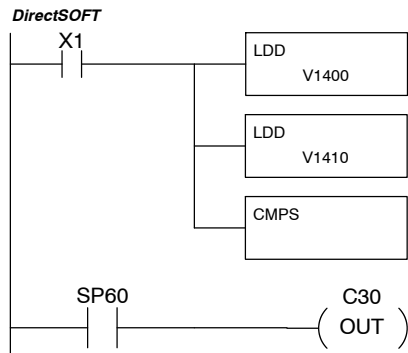 DirectSOFT
X1
LDD
V1400
LDD
V1410
CMPS
SP60
C30
OUT